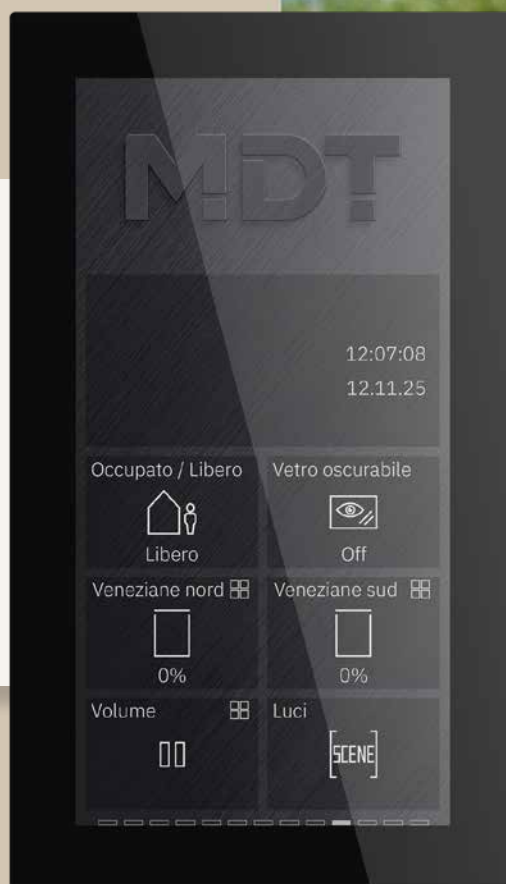 MDT
12:07:08
12.11.25
Occupato / Libero
Vetro oscurabile
Libero
Off
Veneziane nord
Veneziane sud
0%
0%
Volume
Luci
SCENE